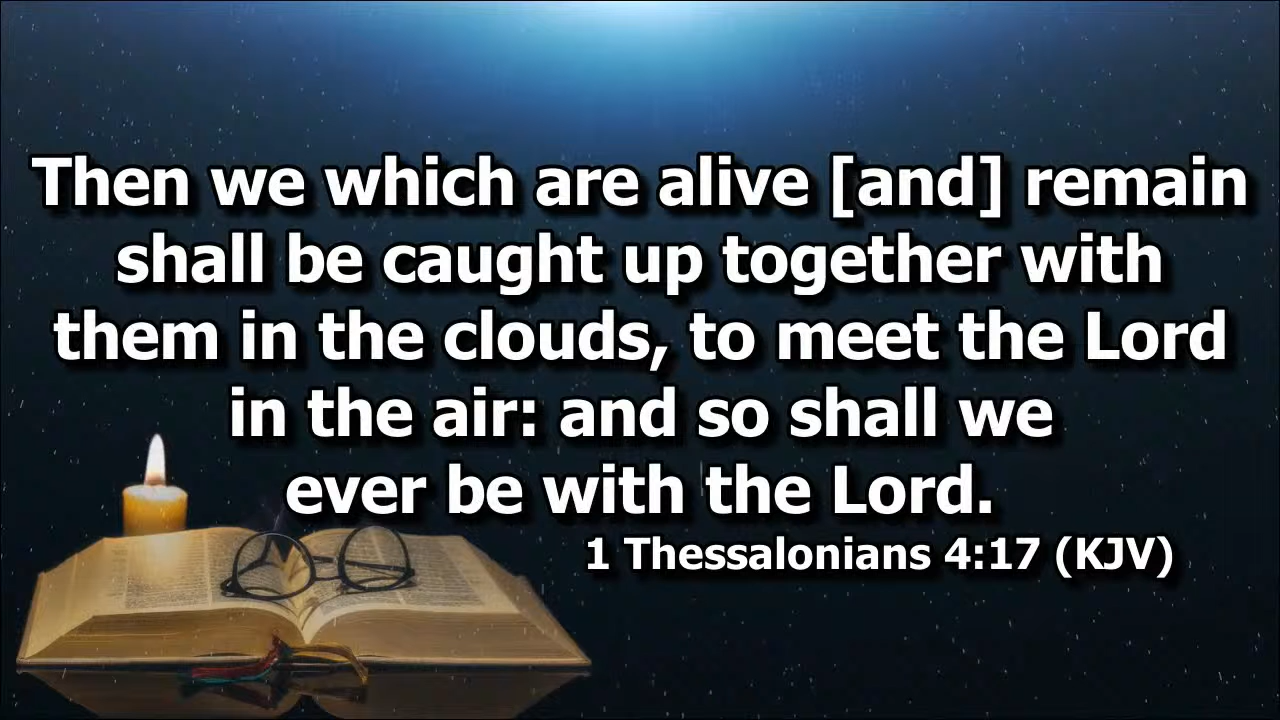 Then we which are alive [and] remain
shall be caught up together with
them in the clouds, to meet the Lord
in the air: and so shall we
ever be with the Lord.
1 Thessalonians 4:17 (KJV)